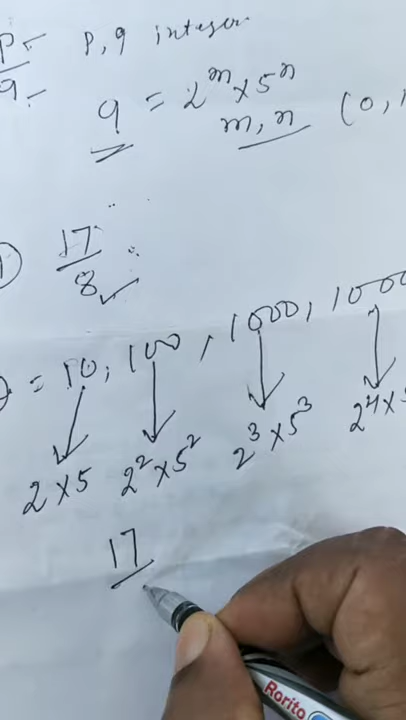 p/q p, q integer
q = 2^m × 5^n
m, n (0,
17/8 ✓
= 10, 100, 1000, 1000
2 × 5 2^2 × 5^2 2^3 × 5^3 2^4 ×
17
Rorito